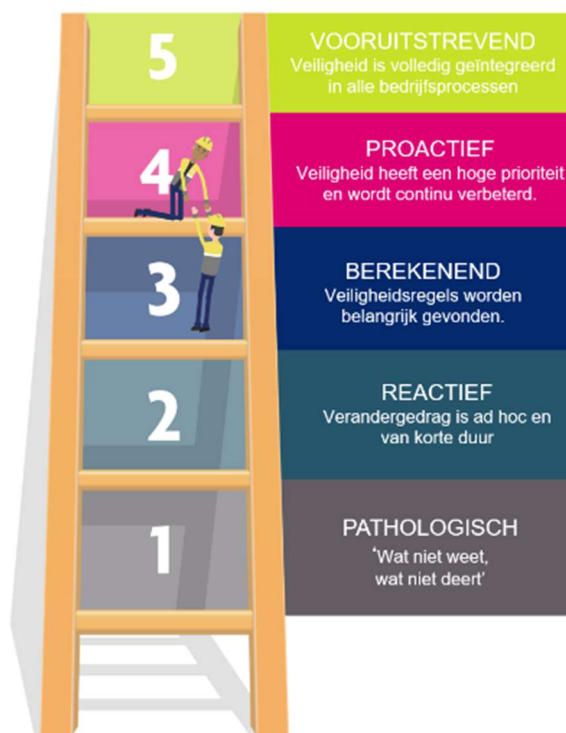 5
VOORUITSTREVEND
Veiligheid is volledig geïntegreerd
in alle bedrijfsprocessen
4
PROACTIEF
Veiligheid heeft een hoge prioriteit
en wordt continu verbeterd.
3
BEREKENEND
Veiligheidsregels worden
belangrijk gevonden.
2
REACTIEF
Verandergedrag is ad hoc en
van korte duur
1
PATHOLOGISCH
‘Wat niet weet,
wat niet deert’